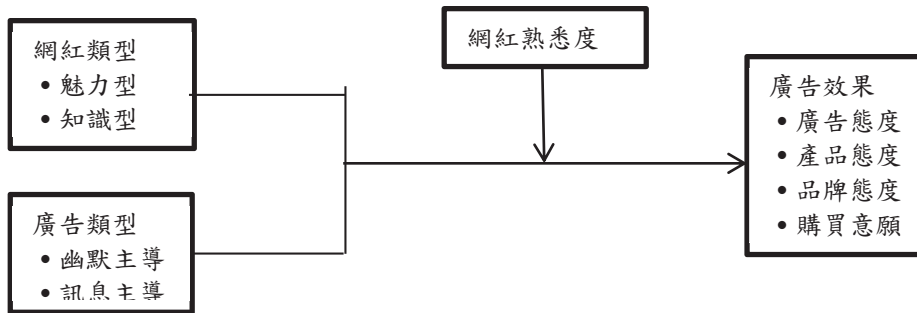 網紅類型
• 魅力型
• 知識型
廣告類型
• 幽默主導
• 訊息主導
網紅熟悉度
廣告效果
• 廣告態度
• 產品態度
• 品牌態度
• 購買意願